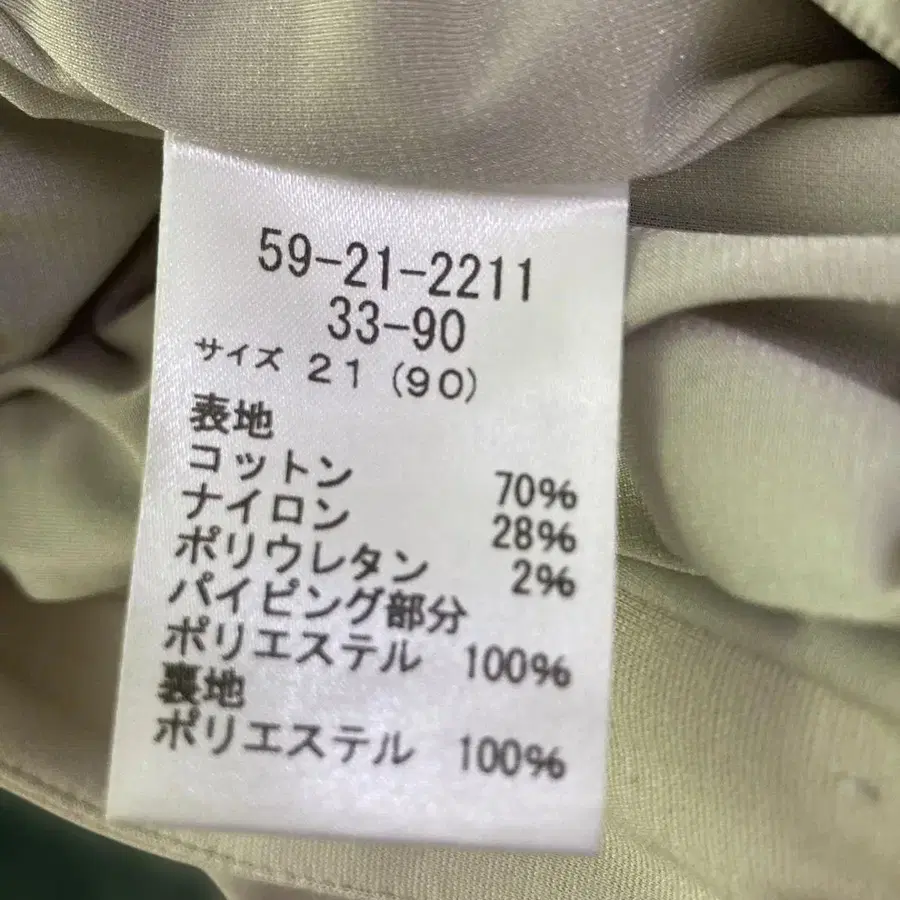 59-21-2211
33-90
サイズ 21 (90)
表地
コットン 70%
ナイロン 28%
ポリウレタン 2%
パイピング部分
ポリエステル 100%
裏地
ポリエステル 100%